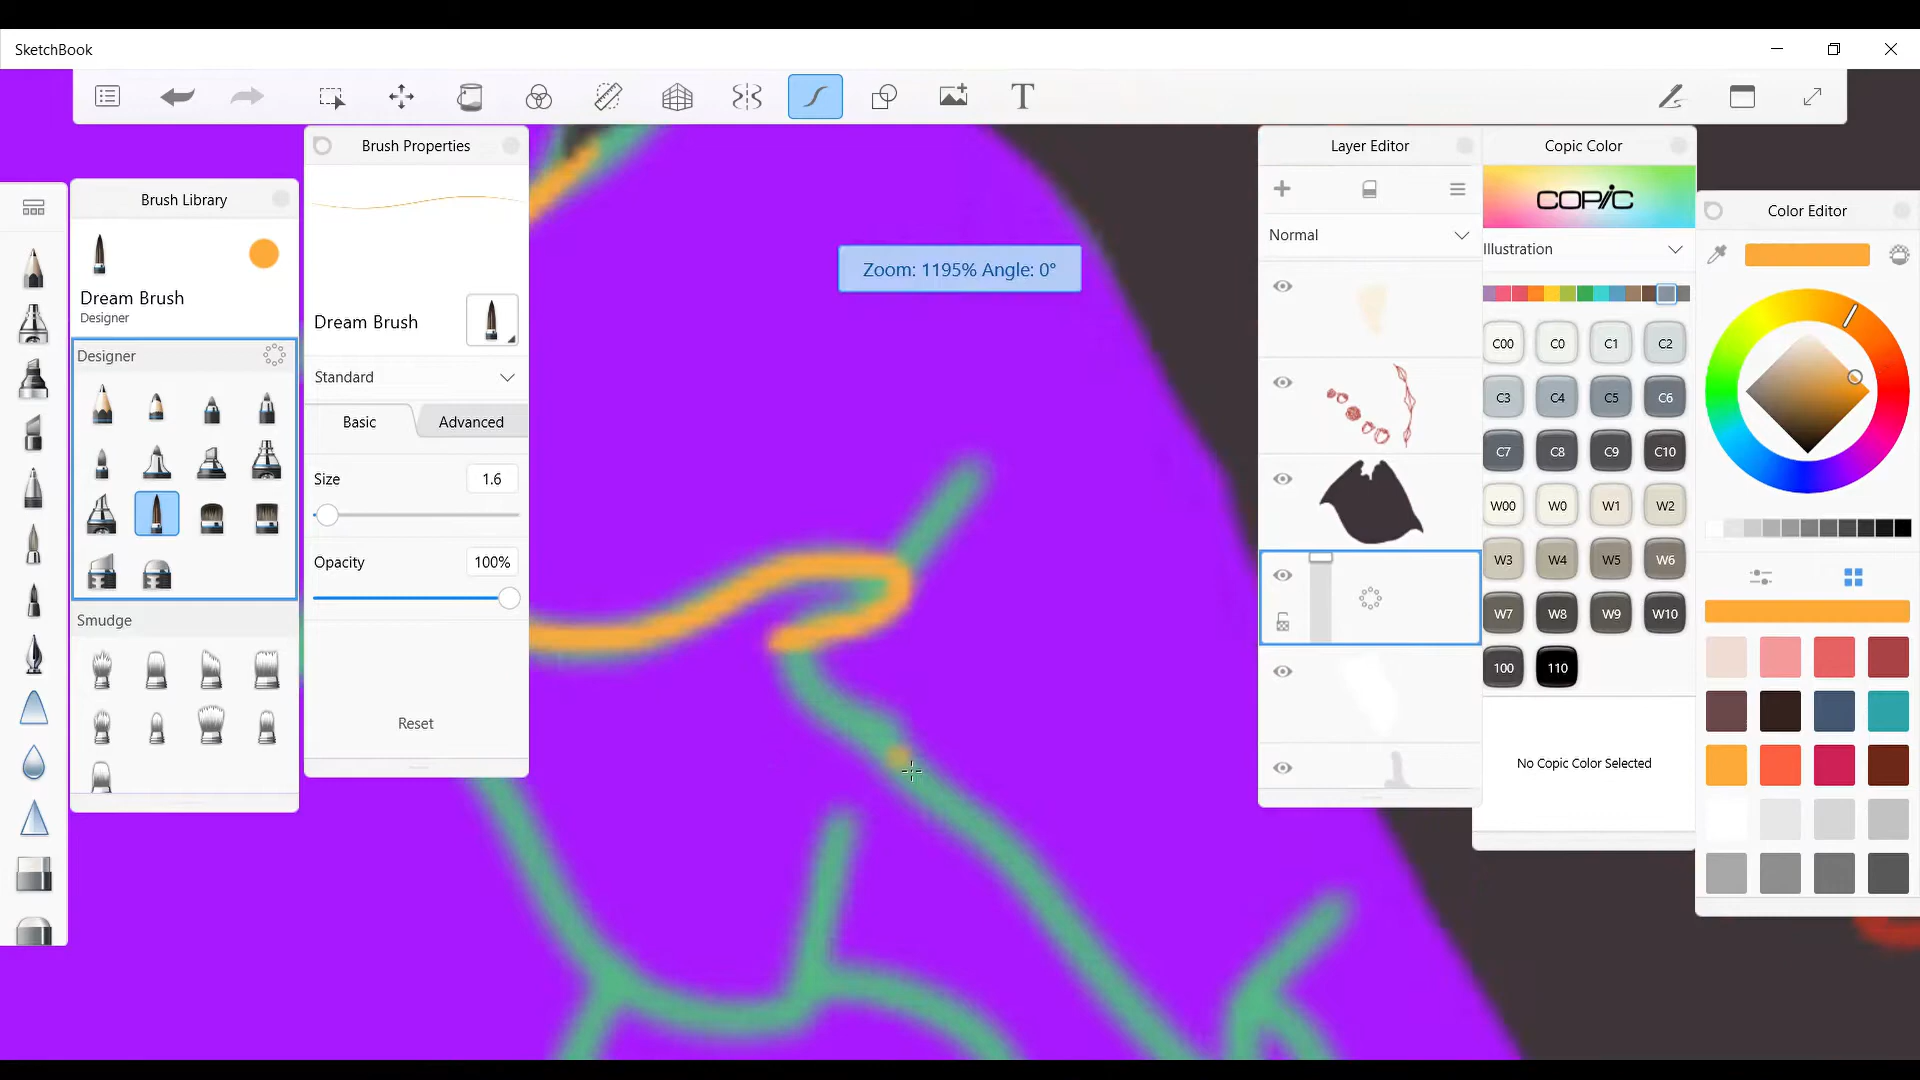 SketchBook
T
Brush Properties
Layer Editor
Copic Color
Brush Library
COPIC
Color Editor
Normal
Illustration
Zoom: 1195% Angle: 0°
Dream Brush
Designer
Dream Brush
Designer
Standard
Basic
Advanced
Size
1.6
Opacity
100%
Smudge
Reset
C00
C0
C1
C2
C3
C4
C5
C6
C7
C8
C9
C10
W00
W0
W1
W2
W3
W4
W5
W6
W7
W8
W9
W10
100
110
No Copic Color Selected